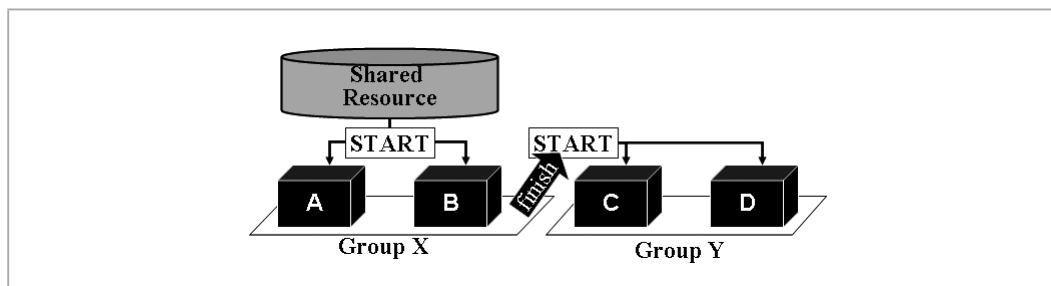 Shared
Resource
START
START
finish
A
B
C
D
Group X
Group Y